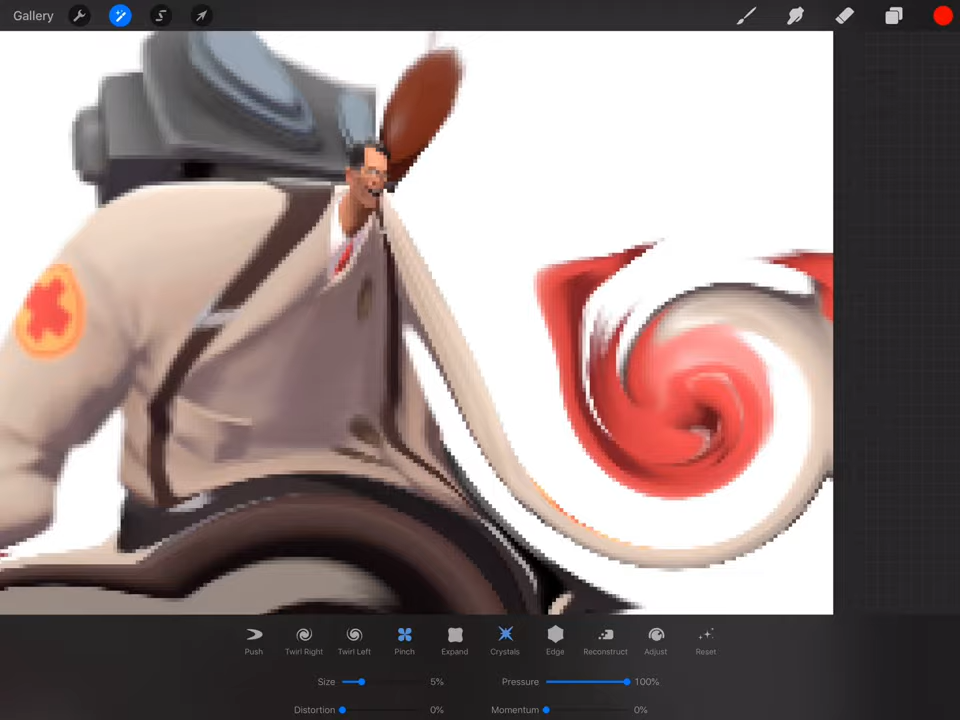 Gallery
Push Twirl Right Twirl Left Pinch Expand Crystals Edge Reconstruct Adjust Reset
Size 5% Pressure 100%
Distortion 0% Momentum 0%